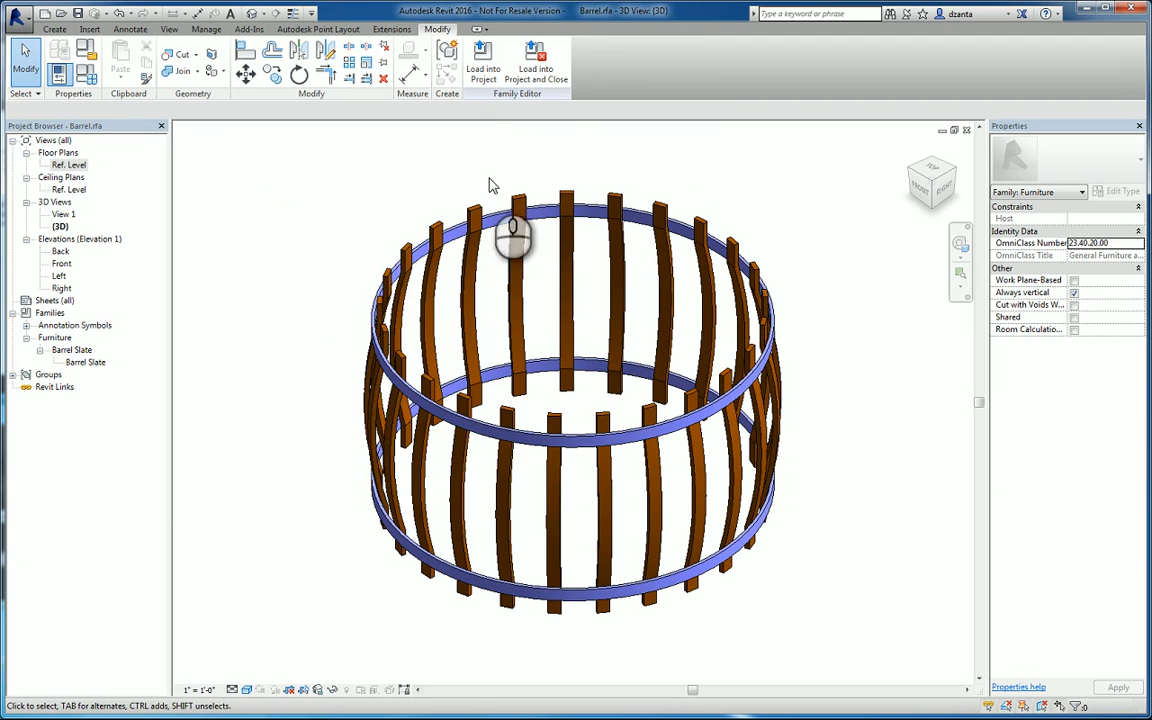 Autodesk Revit 2016 - Not For Resale Version - Barrel.rfa - 3D View: {3D}
Type a keyword or phrase
dzanta
Create Insert Annotate View Manage Add-Ins Autodesk Point Layout Extensions Modify
Modify
Paste
Cut
Join
Load into
Project
Load into
Project and Close
Select Properties Clipboard Geometry Modify Measure Create Family Editor
Project Browser - Barrel.rfa
Views (all)
Floor Plans
Ref. Level
Ceiling Plans
Ref. Level
3D Views
View 1
{3D}
Elevations (Elevation 1)
Back
Front
Left
Right
Sheets (all)
Families
Annotation Symbols
Furniture
Barrel Slate
Barrel Slate
Groups
Revit Links
TOP
FRONT
RIGHT
Properties
Family: Furniture
Edit Type
Constraints
Host
Identity Data
OmniClass Number 23.40.20.00
OmniClass Title General Furniture a...
Other
Work Plane-Based
Always vertical
Cut with Voids W...
Shared
Room Calculatio...
Properties help
Apply
1" = 1'-0"
Click to select, TAB for alternates, CTRL adds, SHIFT unselects.
:0